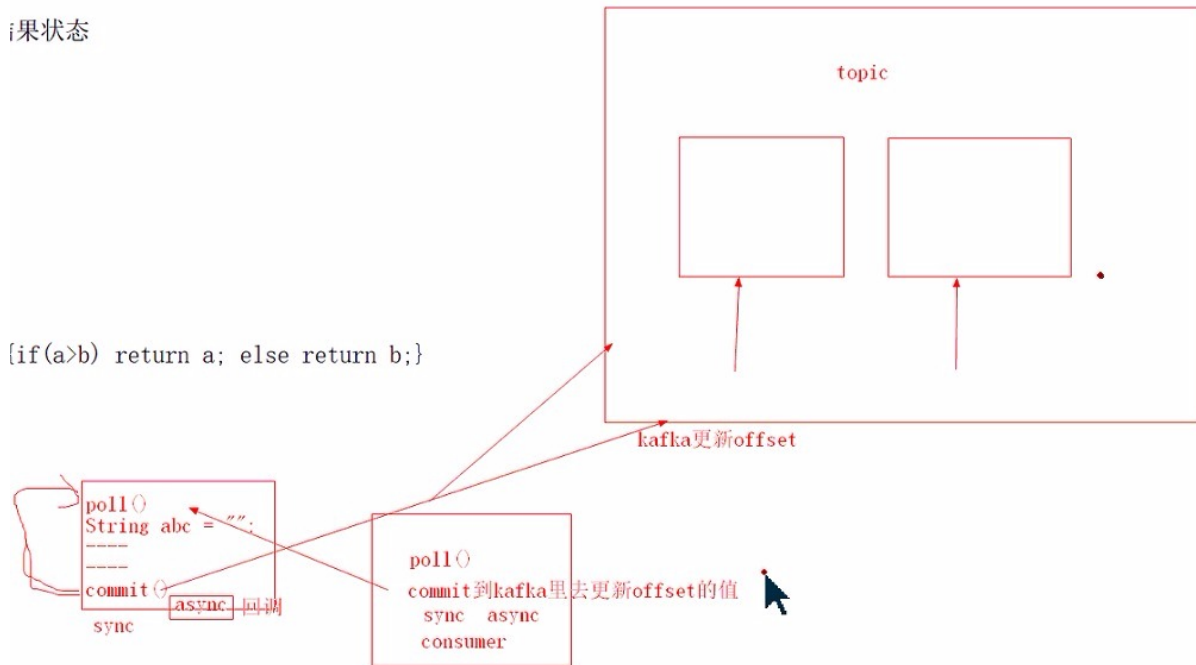 果状态
topic
{if(a>b) return a; else return b;}
kafka更新offset
poll()
String abc = "";
----
----
commit()
async 回调
sync
poll()
commit到kafka里去更新offset的值
sync async
consumer